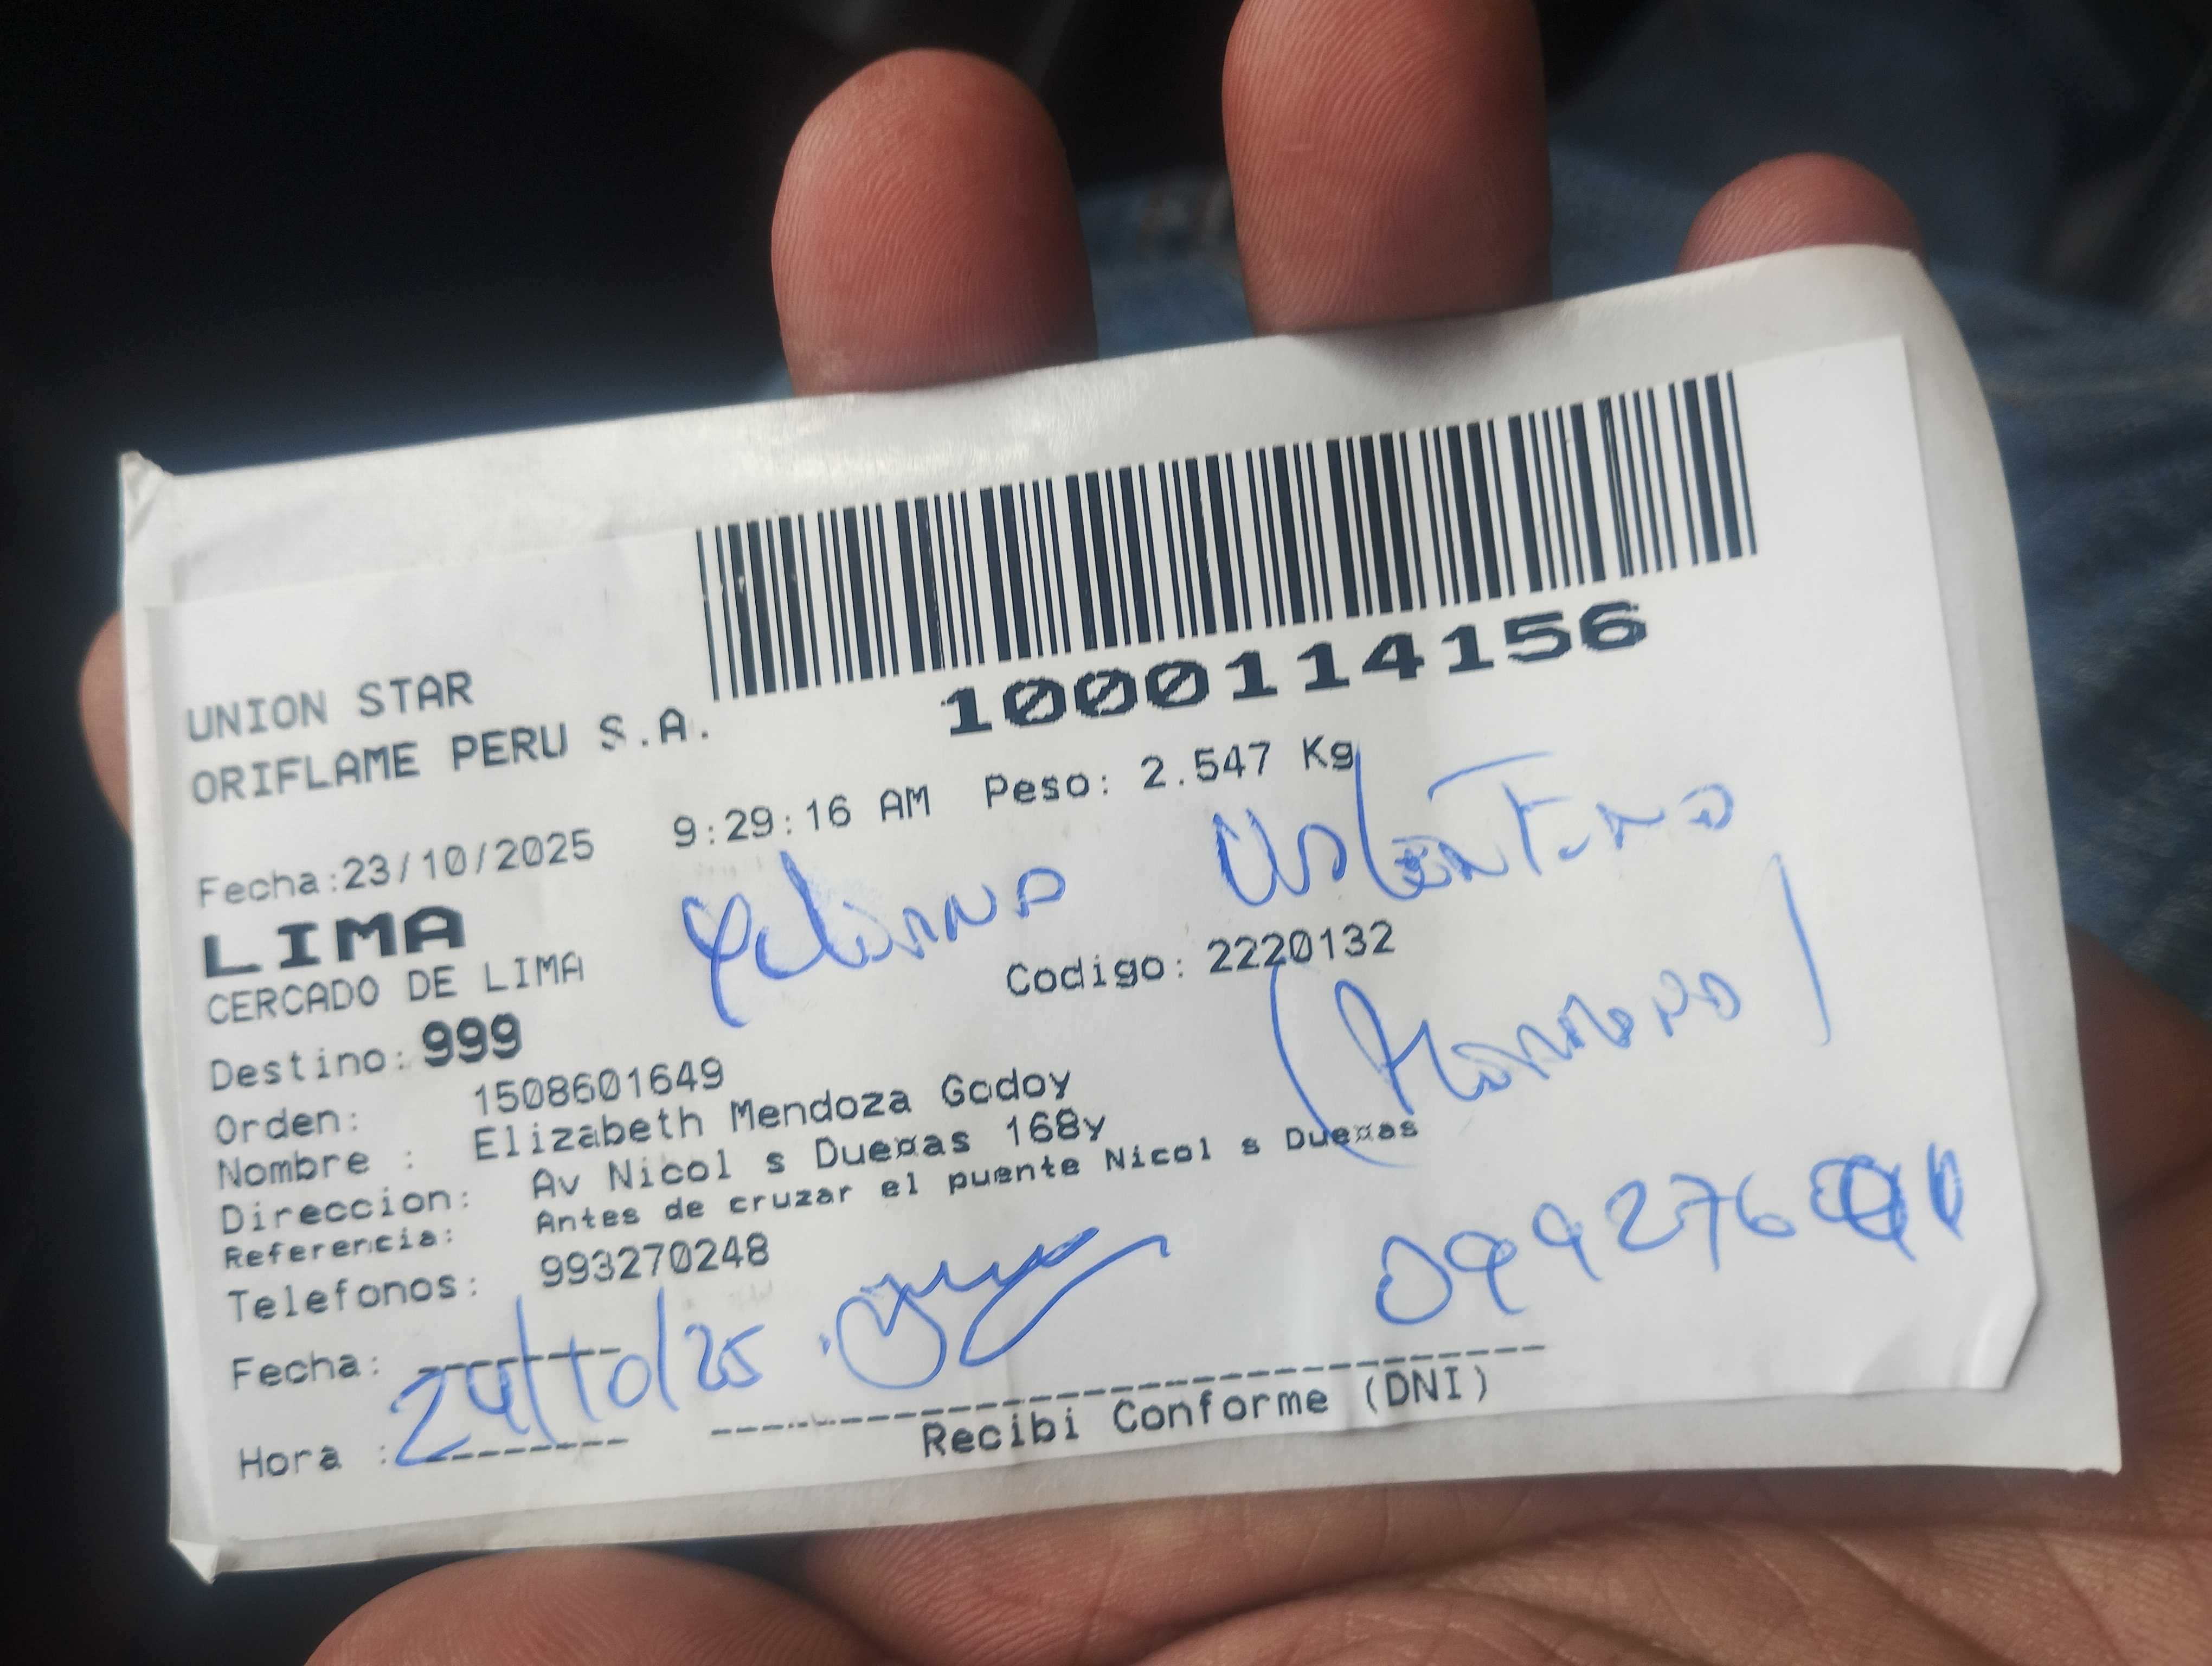 1000114156
UNION STAR
ORIFLAME PERU S.A.
Fecha:23/10/2025 9:29:16 AM Peso: 2.547 Kg
LIMA
CERCADO DE LIMA Codigo: 2220132
Destino: 999
Orden: 1508601649
Nombre : Elizabeth Mendoza Godoy
Direccion: Av Nicol s Due¤as 168y
Referencia: Antes de cruzar el puente Nicol s Due¤as
Telefonos: 993270248
Fecha: 24/10/25
Hora :
Recibi Conforme (DNI)